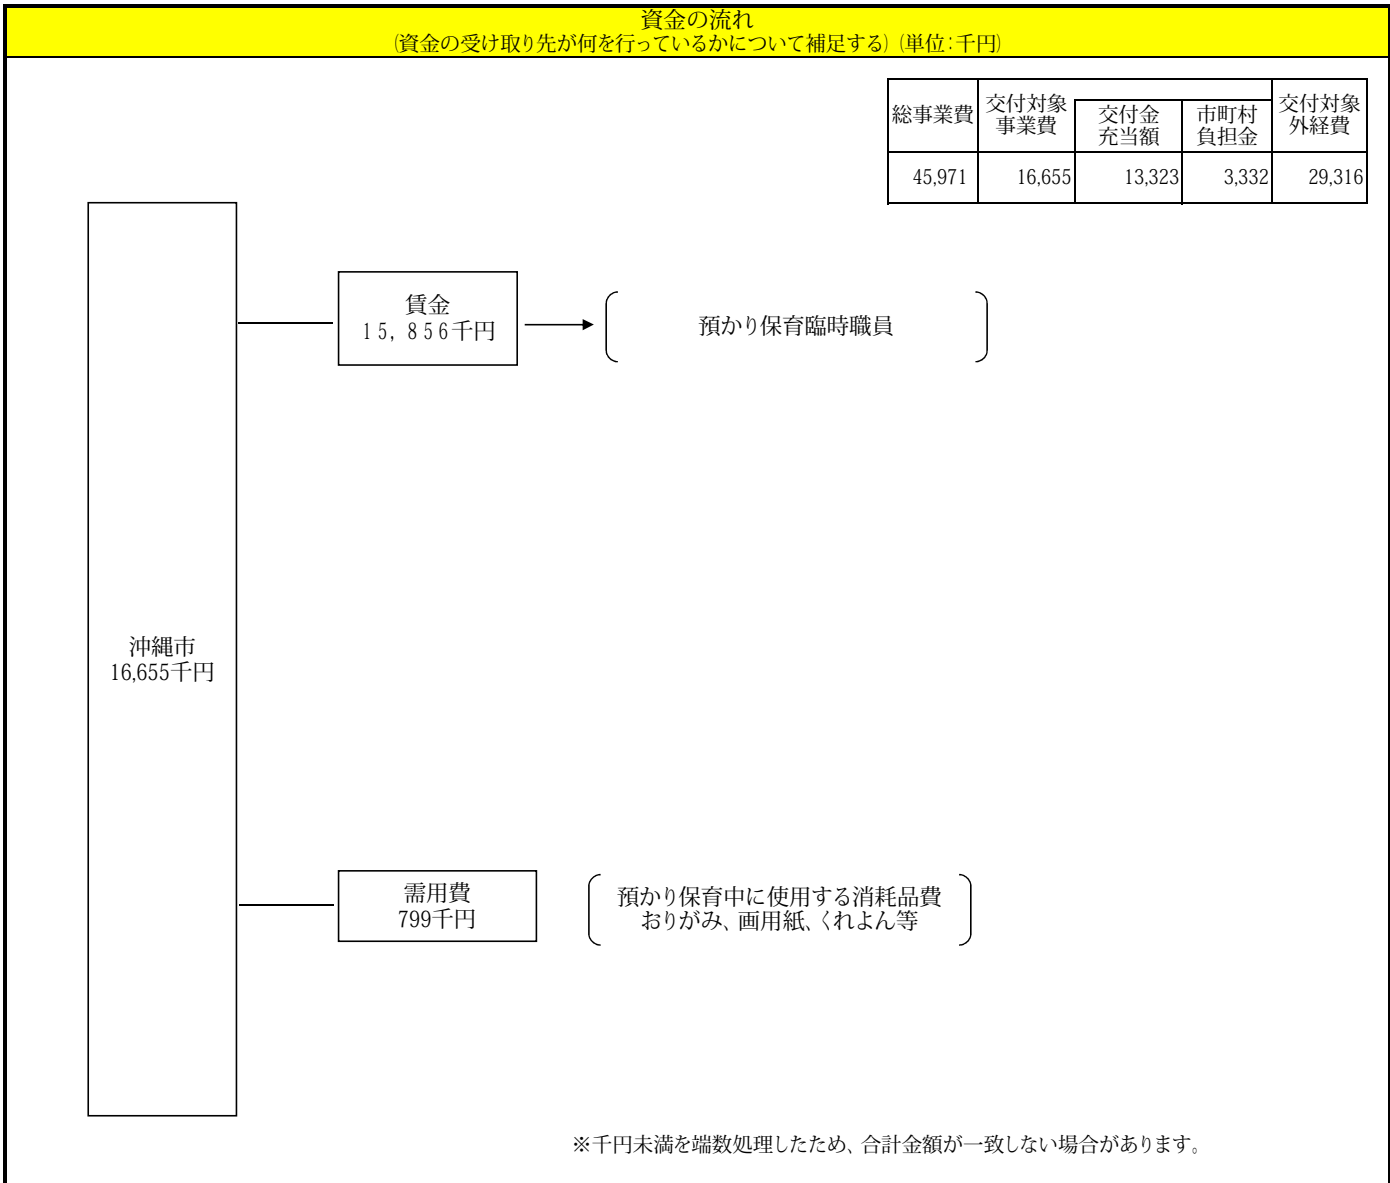 資金の流れ
(資金の受け取り先が何を行っているかについて補足する) (単位:千円)
総事業費
交付対象
事業費
交付金
充当額
市町村
負担金
交付対象
外経費
45,971 16,655 13,323 3,332 29,316
賃金
15,856千円
預かり保育臨時職員
沖縄市
16,655千円
需用費
799千円
預かり保育中に使用する消耗品費
おりがみ、画用紙、くれよん等
※千円未満を端数処理したため、合計金額が一致しない場合があります。